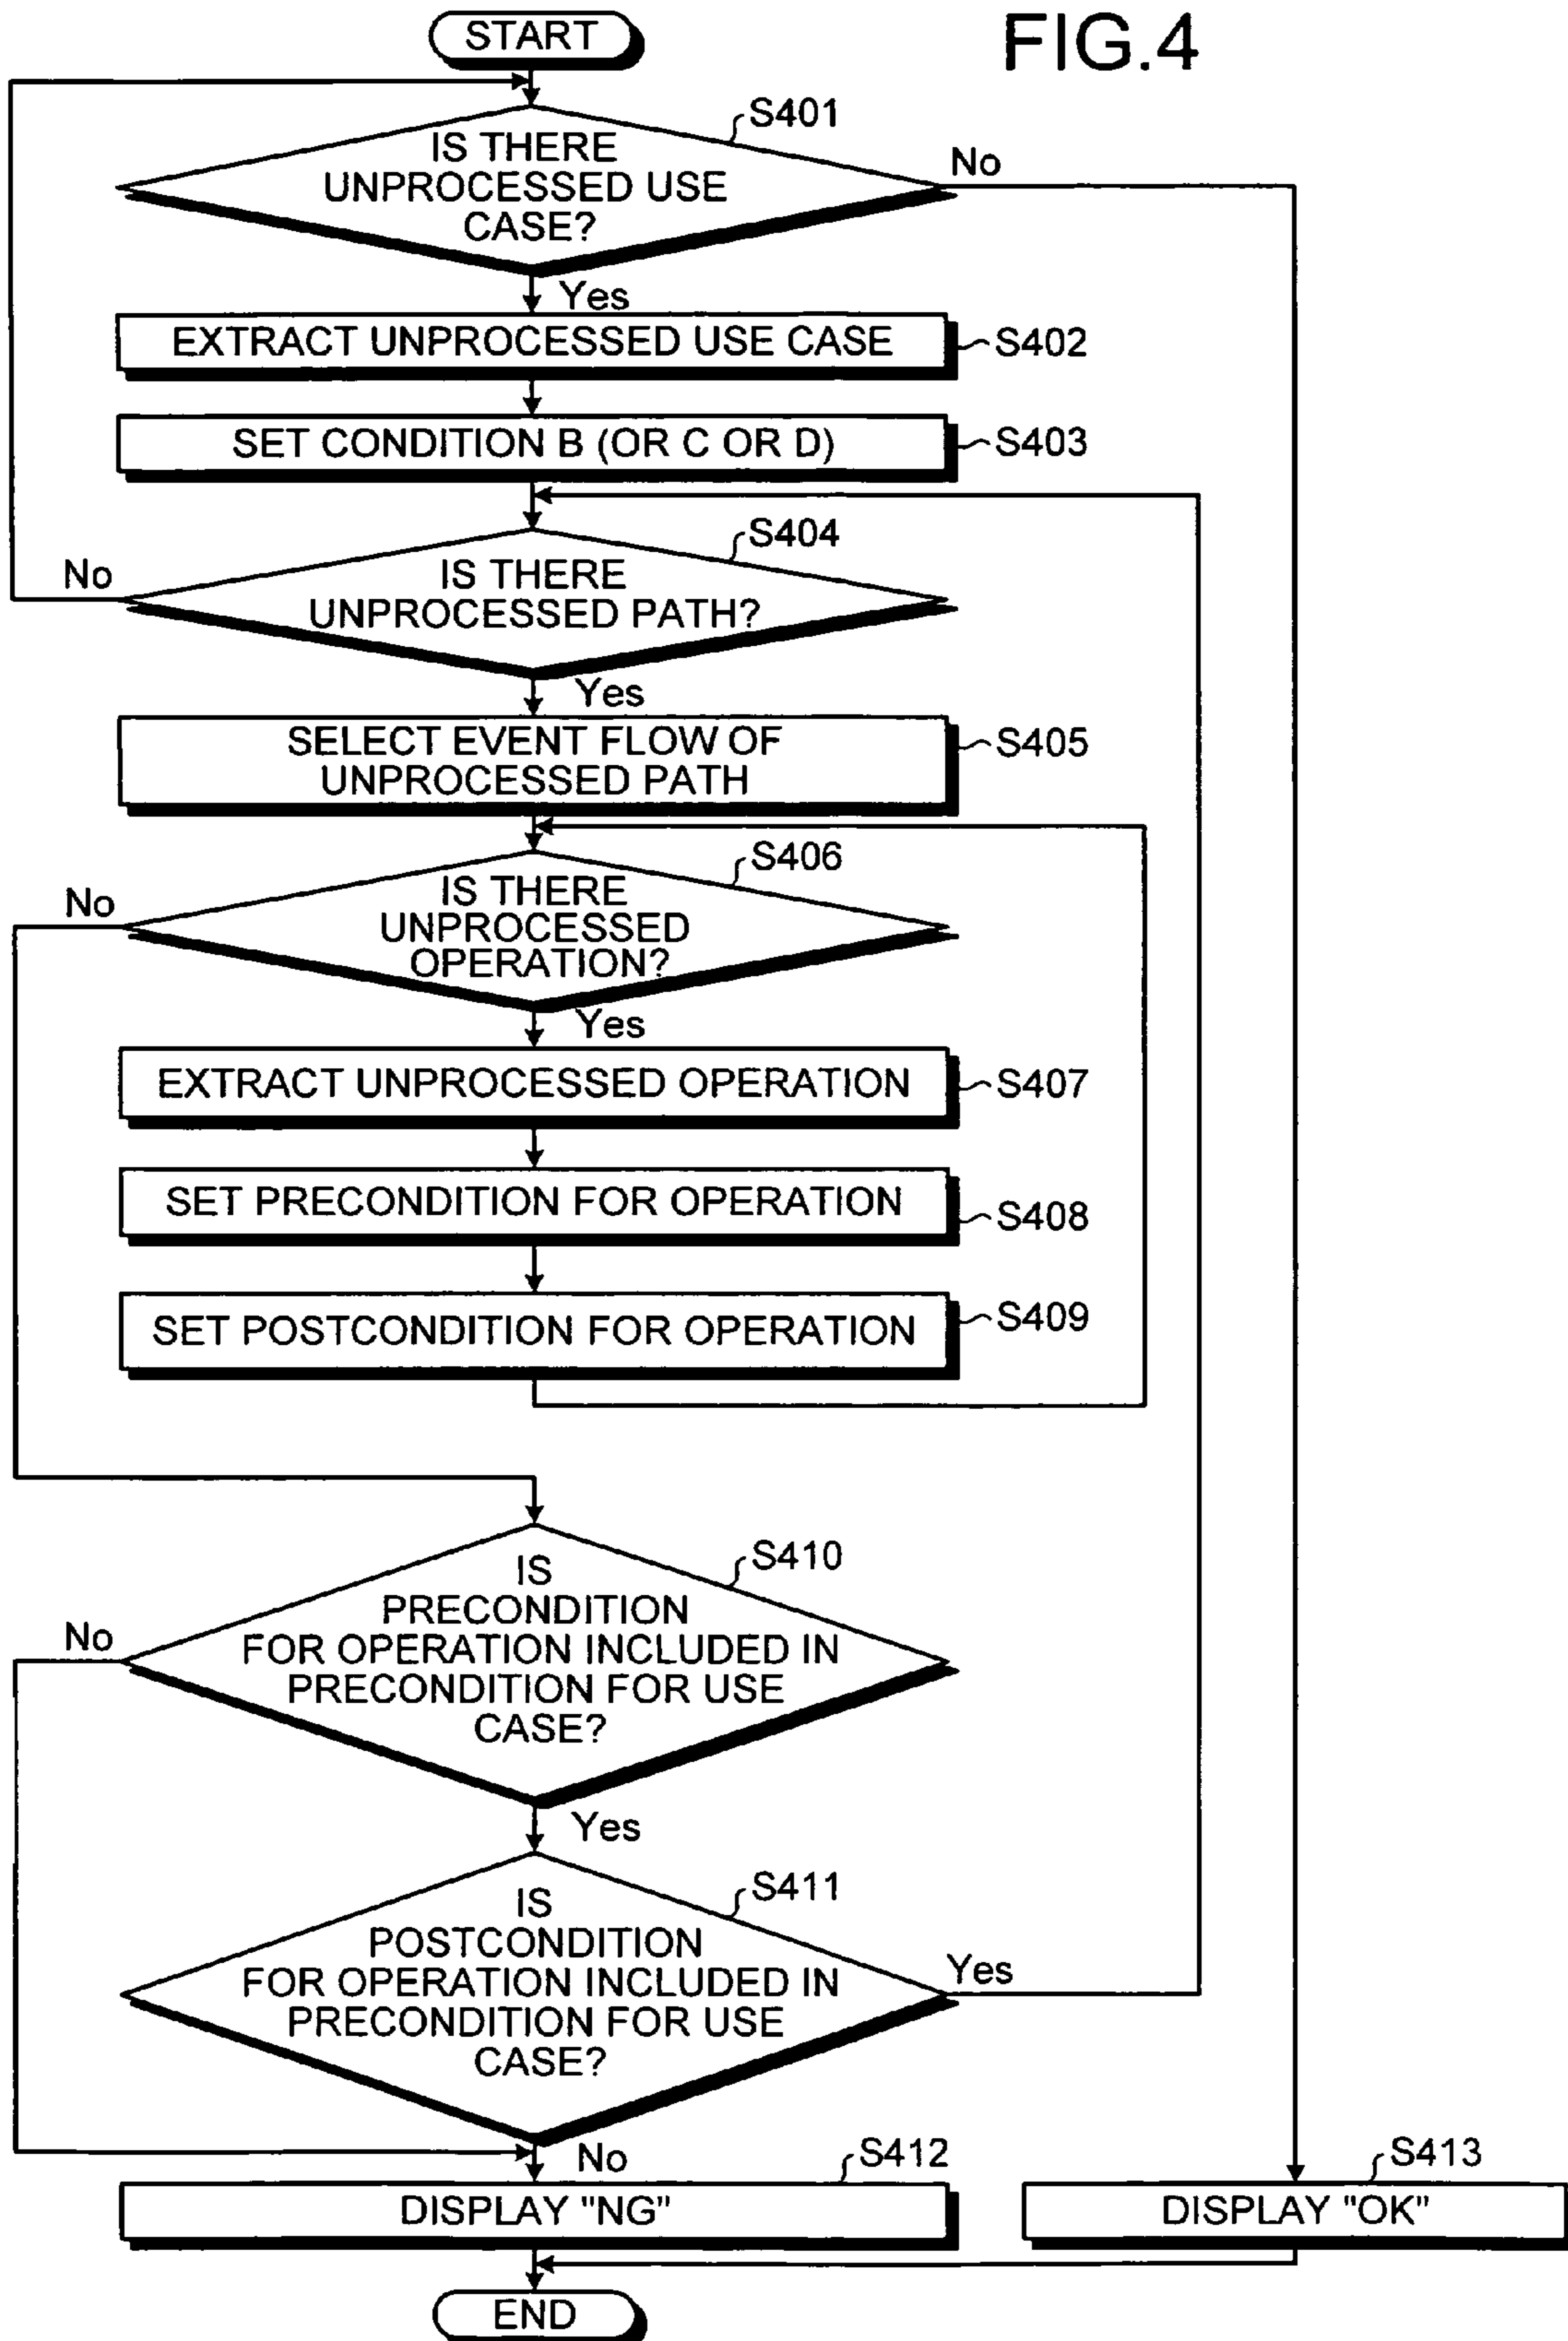 START
FIG.4
S401
IS THERE
UNPROCESSED USE
CASE?
No
Yes
EXTRACT UNPROCESSED USE CASE
S402
SET CONDITION B (OR C OR D)
S403
S404
No
IS THERE
UNPROCESSED PATH?
Yes
SELECT EVENT FLOW OF
UNPROCESSED PATH
S405
S406
No
IS THERE
UNPROCESSED
OPERATION?
Yes
EXTRACT UNPROCESSED OPERATION
S407
SET PRECONDITION FOR OPERATION
S408
SET POSTCONDITION FOR OPERATION
S409
S410
No
IS
PRECONDITION
FOR OPERATION INCLUDED IN
PRECONDITION FOR USE
CASE?
Yes
S411
IS
POSTCONDITION
FOR OPERATION INCLUDED IN
PRECONDITION FOR USE
CASE?
Yes
No
S412
DISPLAY "NG"
S413
DISPLAY "OK"
END